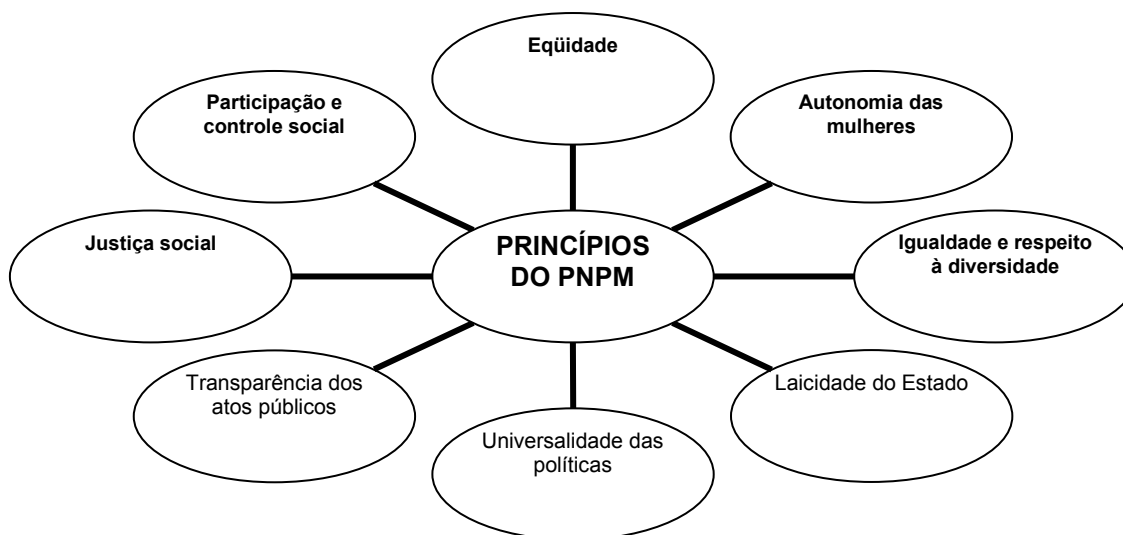 Eqüidade
Participação e
controle social
Autonomia das
mulheres
Justiça social
PRINCÍPIOS
DO PNPM
Igualdade e respeito
à diversidade
Transparência dos
atos públicos
Universalidade das
políticas
Laicidade do Estado